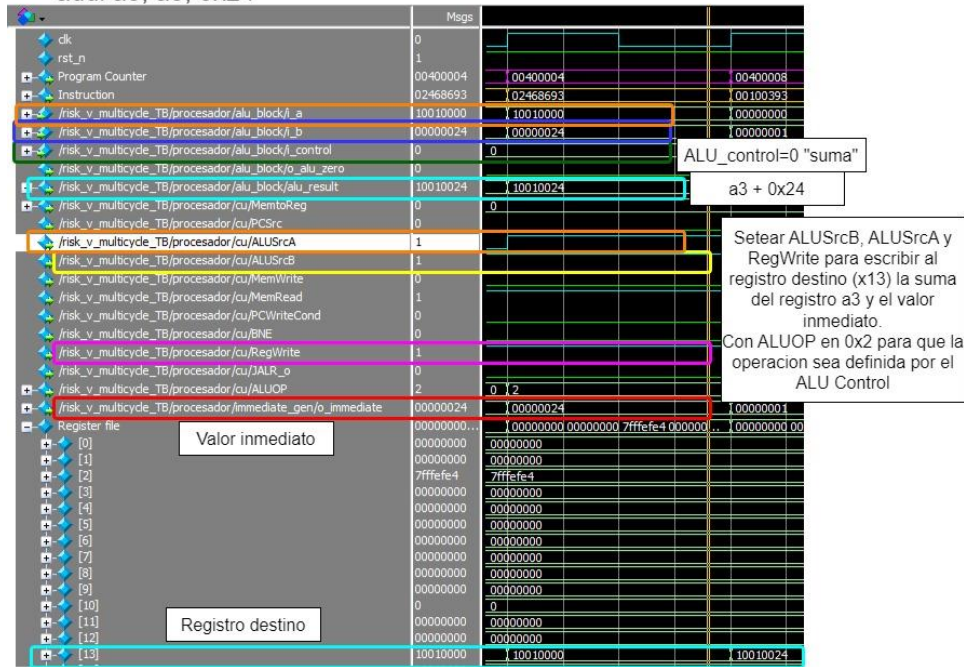 addi a3, a3, 0x24
Msgs
clk 0
rst_n 1
Program Counter 00400004 00400004 00400008
Instruction 02468693 02468693 00100393
/risk_v_multicycle_TB/procesador/alu_block/i_a 10010000 10010000 00000000
/risk_v_multicycle_TB/procesador/alu_block/i_b 00000024 00000024 00000001
/risk_v_multicycle_TB/procesador/alu_block/i_control 0 0
ALU_control=0 "suma"
/risk_v_multicycle_TB/procesador/alu_block/o_alu_zero 0
/risk_v_multicycle_TB/procesador/alu_block/alu_result 10010024 10010024
a3 + 0x24
/risk_v_multicycle_TB/procesador/cu/MemtoReg 0 0
/risk_v_multicycle_TB/procesador/cu/PCSrc 0
/risk_v_multicycle_TB/procesador/cu/ALUSrcA 1
/risk_v_multicycle_TB/procesador/cu/ALUSrcB 1
/risk_v_multicycle_TB/procesador/cu/MemWrite 0
/risk_v_multicycle_TB/procesador/cu/MemRead 1
/risk_v_multicycle_TB/procesador/cu/PCWriteCond 0
/risk_v_multicycle_TB/procesador/cu/BNE 0
/risk_v_multicycle_TB/procesador/cu/RegWrite 1
/risk_v_multicycle_TB/procesador/cu/JALR_o 0
/risk_v_multicycle_TB/procesador/cu/ALUOP 2 0 2
/risk_v_multicycle_TB/procesador/immediate_gen/o_immediate 00000024 00000024 00000001
Setear ALUSrcB, ALUSrcA y
RegWrite para escribir al
registro destino (x13) la suma
del registro a3 y el valor
inmediato.
Con ALUOP en 0x2 para que la
operacion sea definida por el
ALU Control
Register file 00000000... 00000000 00000000 7fffefe4 000000 ... 00000000 00
Valor inmediato
[0] 00000000 00000000
[1] 00000000 00000000
[2] 7fffefe4 7fffefe4
[3] 00000000 00000000
[4] 00000000 00000000
[5] 00000000 00000000
[6] 00000000 00000000
[7] 00000000 00000000
[8] 00000000 00000000
[9] 00000000 00000000
[10] 0 0
[11] 00000000 00000000
Registro destino
[12] 00000000 00000000
[13] 10010000 10010000 10010024